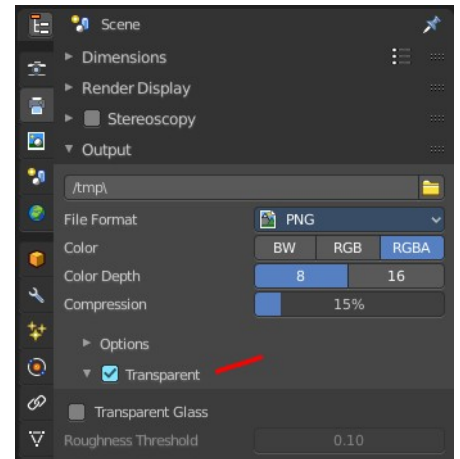 Scene
Dimensions
Render Display
Stereoscopy
Output
/tmp\
File Format PNG
Color BW RGB RGBA
Color Depth 8 16
Compression 15%
Options
Transparent
Transparent Glass
Roughness Threshold 0.10